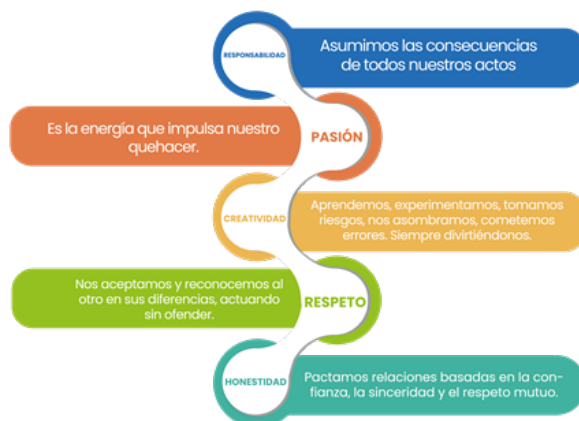 RESPONSABILIDAD
Asumimos las consecuencias
de todos nuestros actos
Es la energía que impulsa nuestro
quehacer.
PASIÓN
CREATIVIDAD
Aprendemos, experimentamos, tomamos
riesgos, nos asombramos, cometemos
errores. Siempre divirtiéndonos.
Nos aceptamos y reconocemos al
otro en sus diferencias, actuando
sin ofender.
RESPETO
HONESTIDAD
Pactamos relaciones basadas en la con-
fianza, la sinceridad y el respeto mutuo.